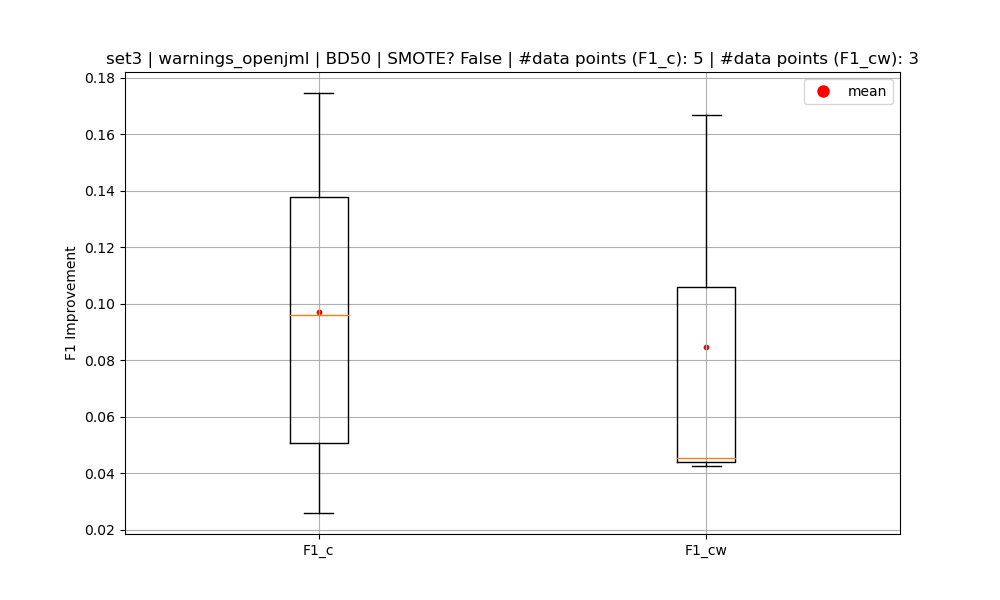 set3 | warnings_openjml | BD50 | SMOTE? False | #data points (F1_c): 5 | #data points (F1_cw): 3
mean
0.18
0.16
0.14
0.12
0.10
0.08
0.06
0.04
0.02
F1 Improvement
F1_c
F1_cw